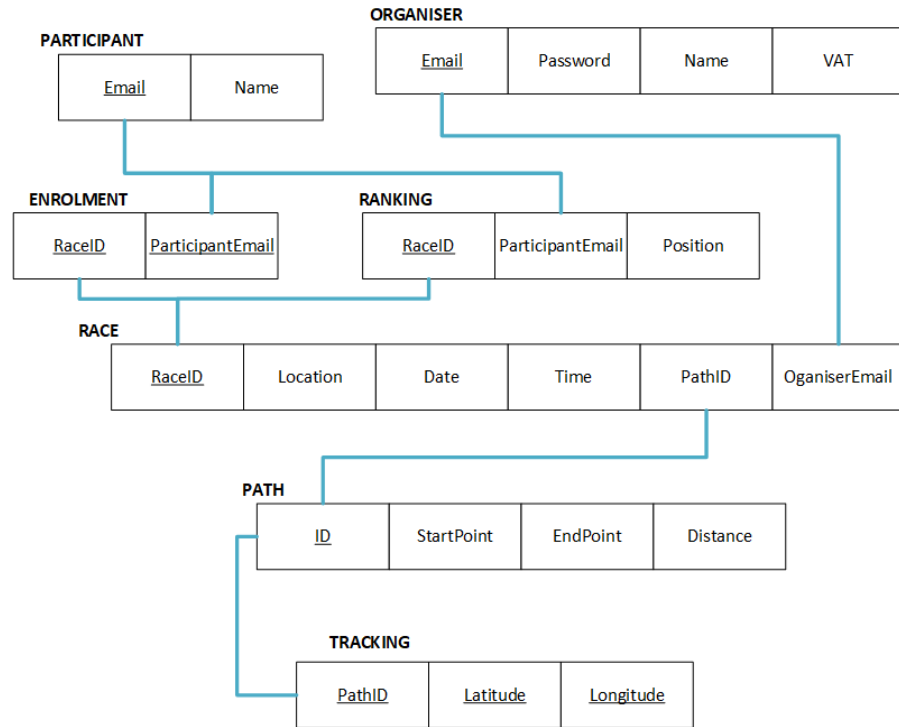 ORGANISER
Email Password Name VAT
PARTICIPANT
Email Name
ENROLMENT
RaceID ParticipantEmail
RANKING
RaceID ParticipantEmail Position
RACE
RaceID Location Date Time PathID OganiserEmail
PATH
ID StartPoint EndPoint Distance
TRACKING
PathID Latitude Longitude